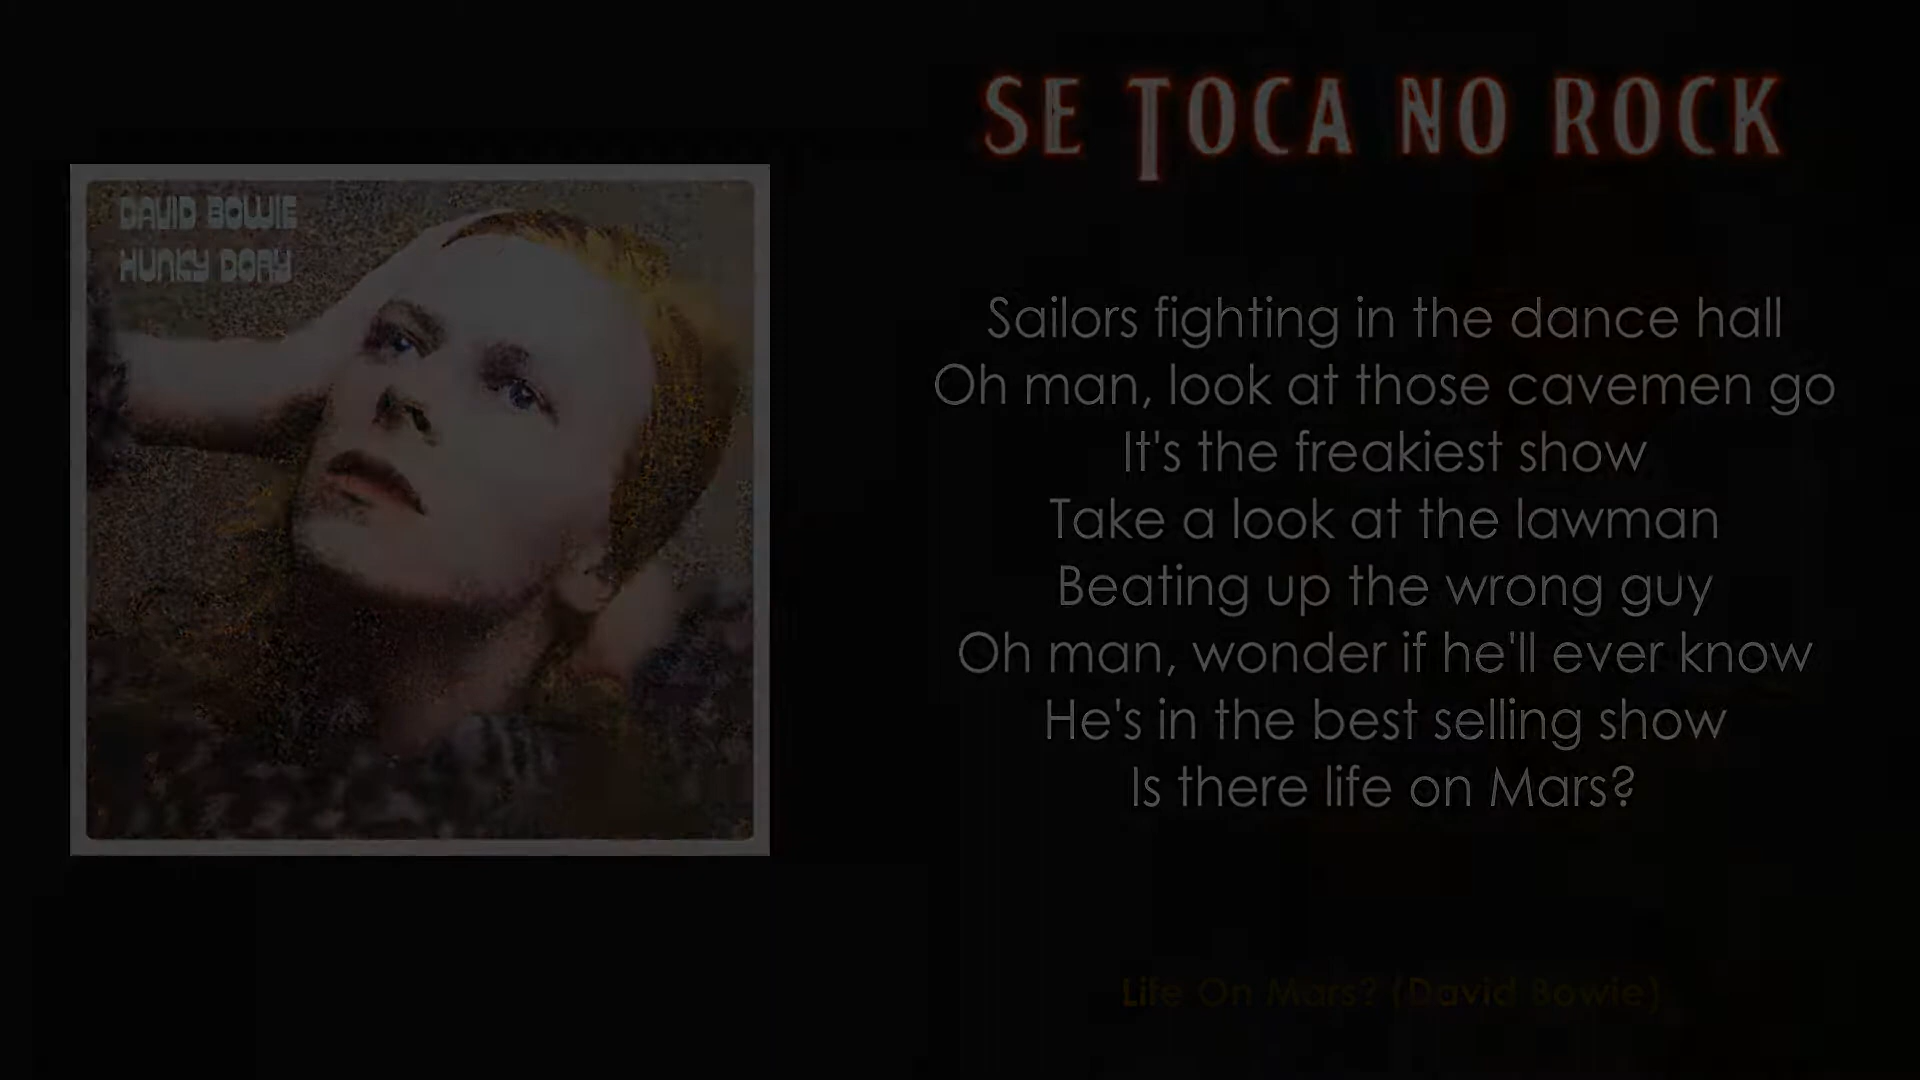 SE TOCA NO ROCK
DAVID BOWIE
HUNKY DORY
Sailors fighting in the dance hall
Oh man, look at those cavemen go
It's the freakiest show
Take a look at the lawman
Beating up the wrong guy
Oh man, wonder if he'll ever know
He's in the best selling show
Is there life on Mars?
Life On Mars? (David Bowie)